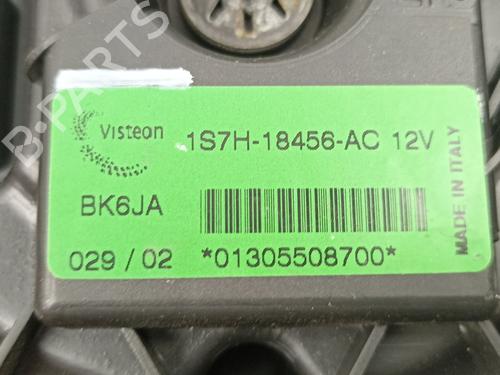 B-PARTS
Visteon
1S7H-18456-AC 12V
BK6JA
029 / 02
*01305508700*
MADE IN ITALY